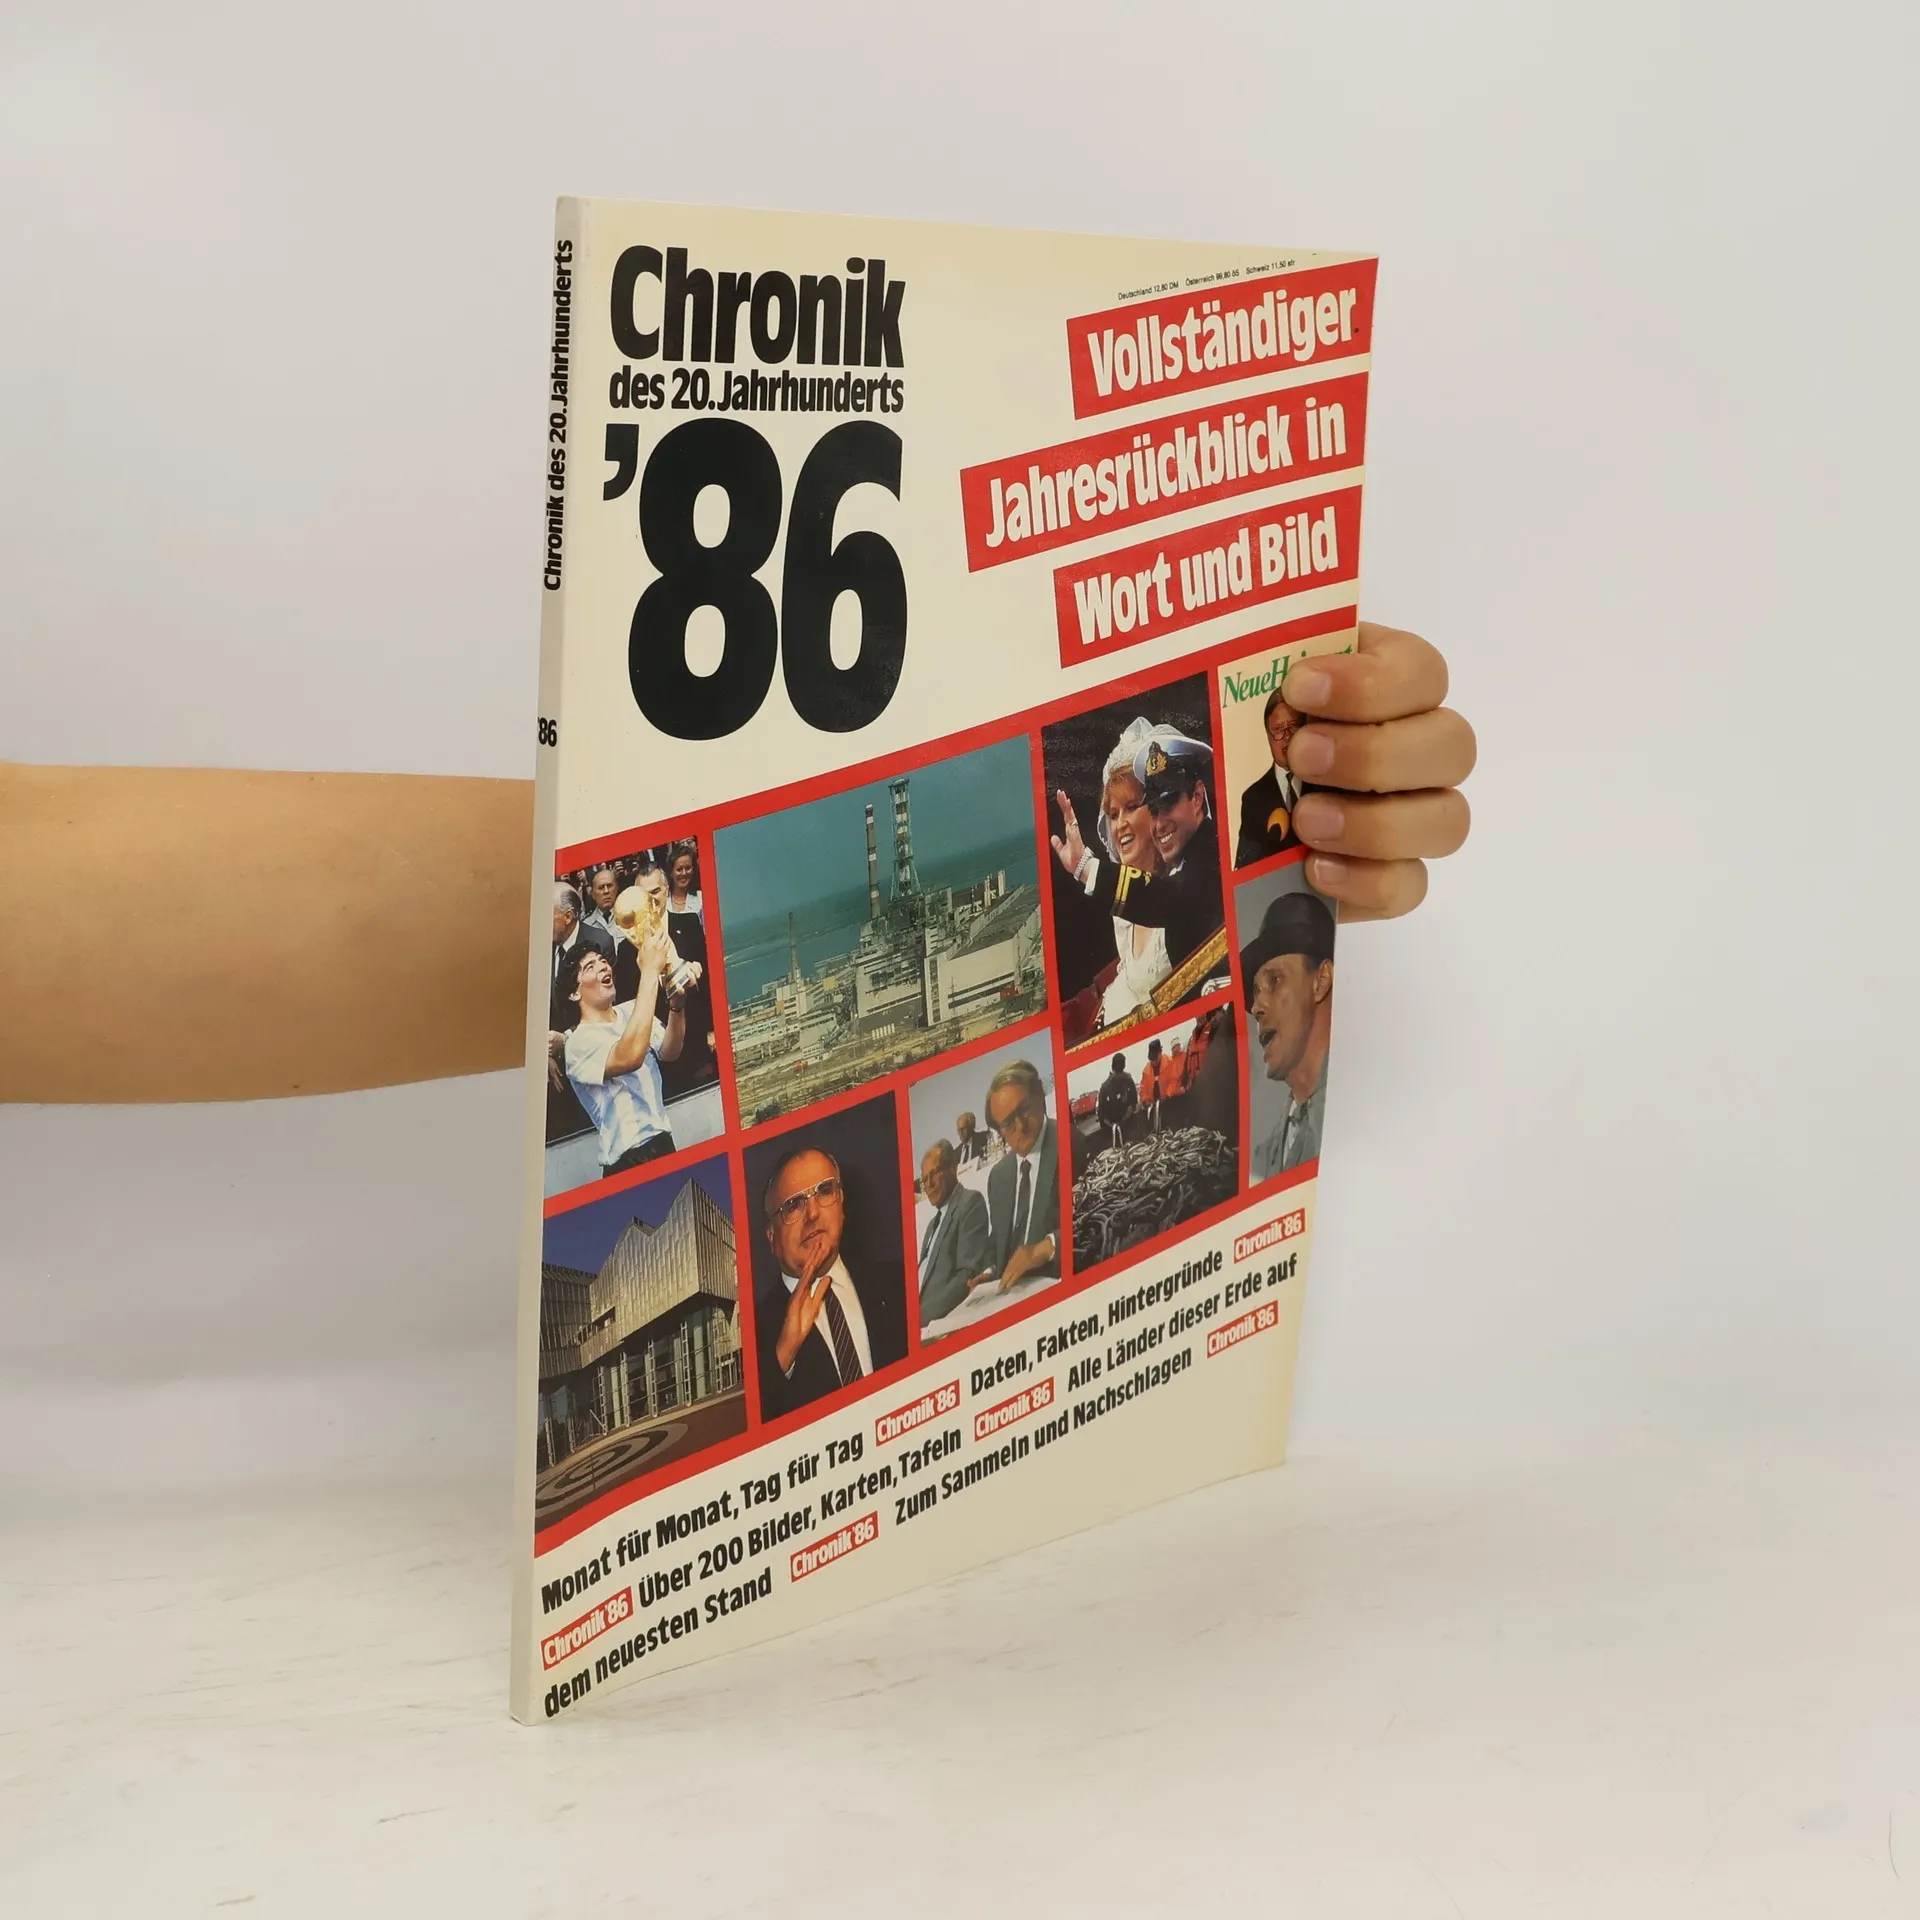 Chronik des 20. Jahrhunderts
'86
Chronik
des 20. Jahrhunderts
'86
Deutschland 12,80 DM Österreich 99,80 öS Schweiz 11,50 sfr
Vollständiger
Jahresrückblick in
Wort und Bild
Monat für Monat, Tag für Tag Chronik '86 Daten, Fakten, Hintergründe Chronik '86
Chronik '86 Über 200 Bilder, Karten, Tafeln Chronik '86 Alle Länder dieser Erde auf
dem neuesten Stand Chronik '86 Zum Sammeln und Nachschlagen Chronik '86